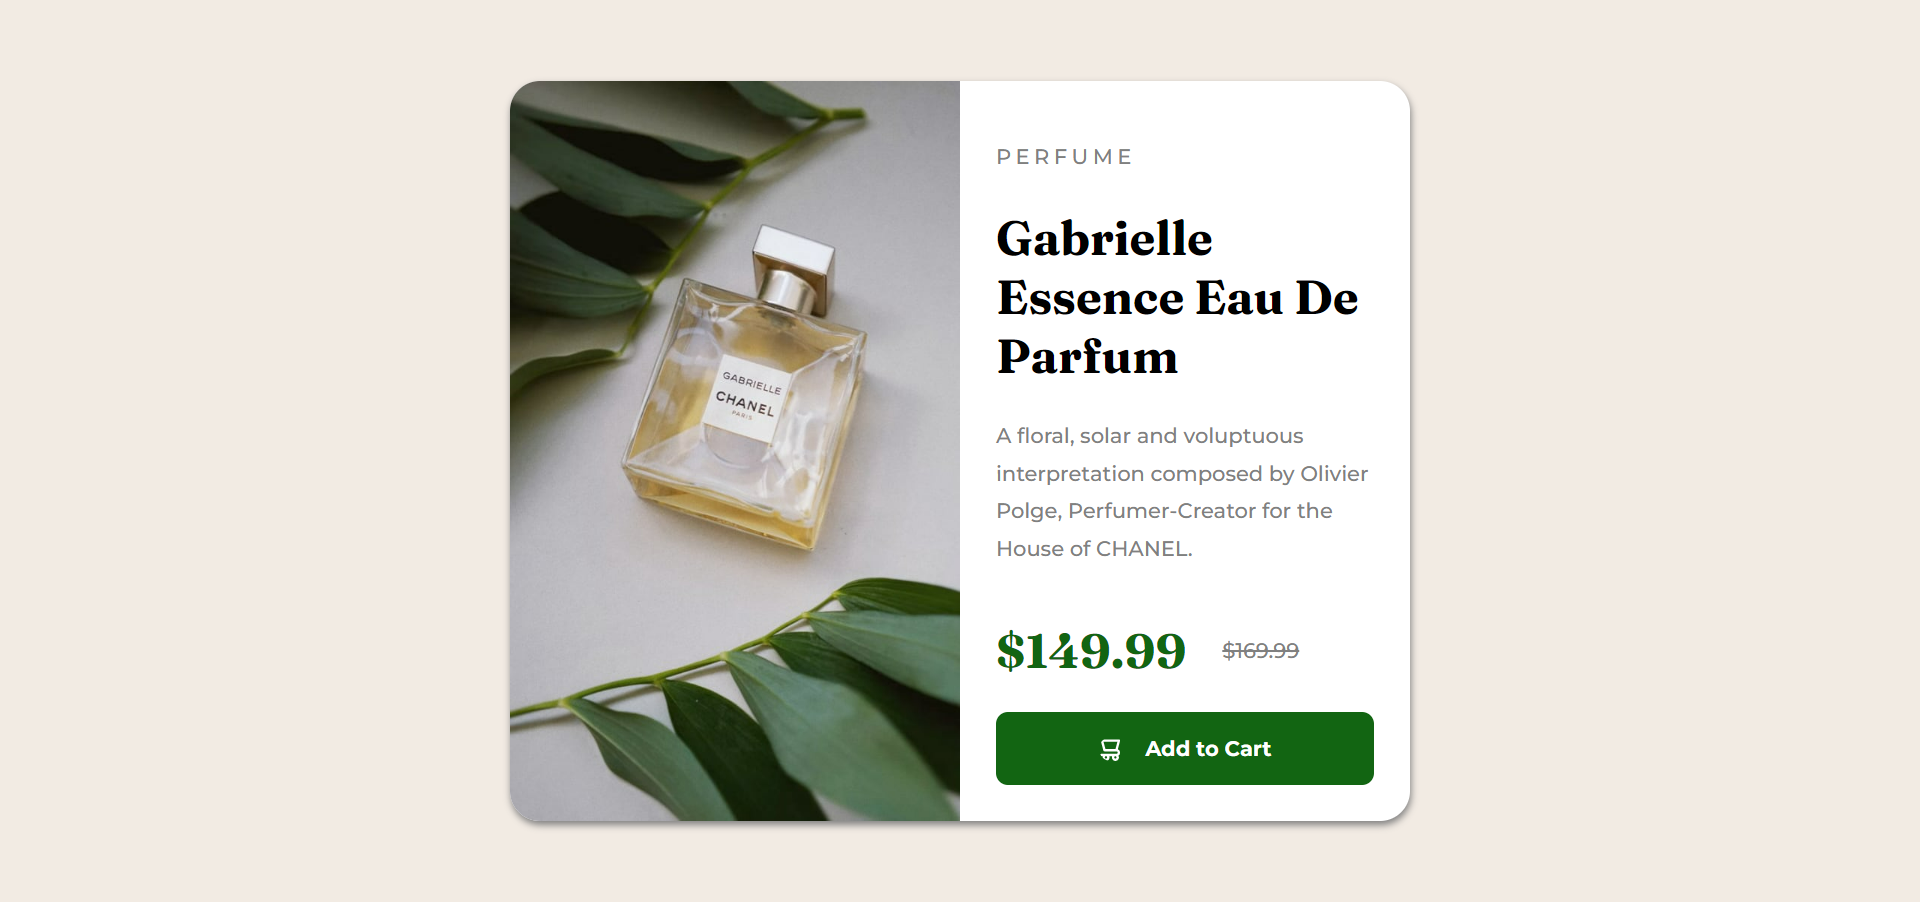 GABRIELLE
CHANEL
PARIS
PERFUME
Gabrielle
Essence Eau De
Parfum
A floral, solar and voluptuous
interpretation composed by Olivier
Polge, Perfumer-Creator for the
House of CHANEL.
$149.99 $169.99
Add to Cart